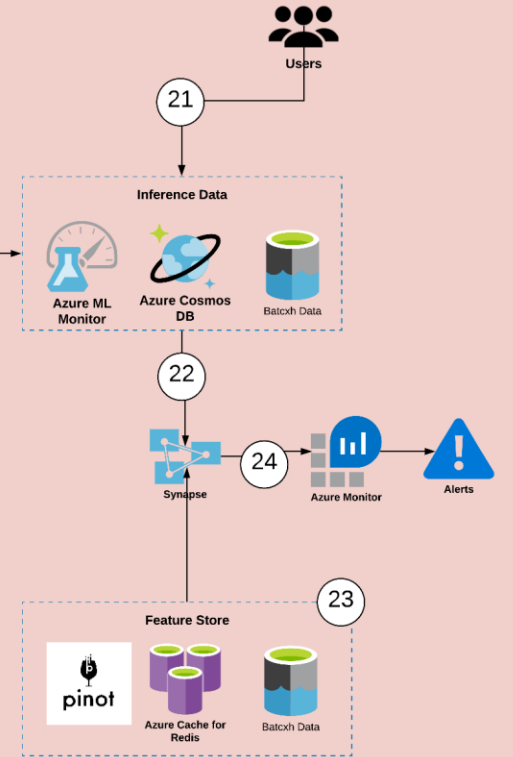 Users
21
Inference Data
Azure ML
Monitor
Azure Cosmos
DB
Batcxh Data
22
Synapse
24
Azure Monitor
Alerts
23
Feature Store
pinot
Azure Cache for
Redis
Batcxh Data